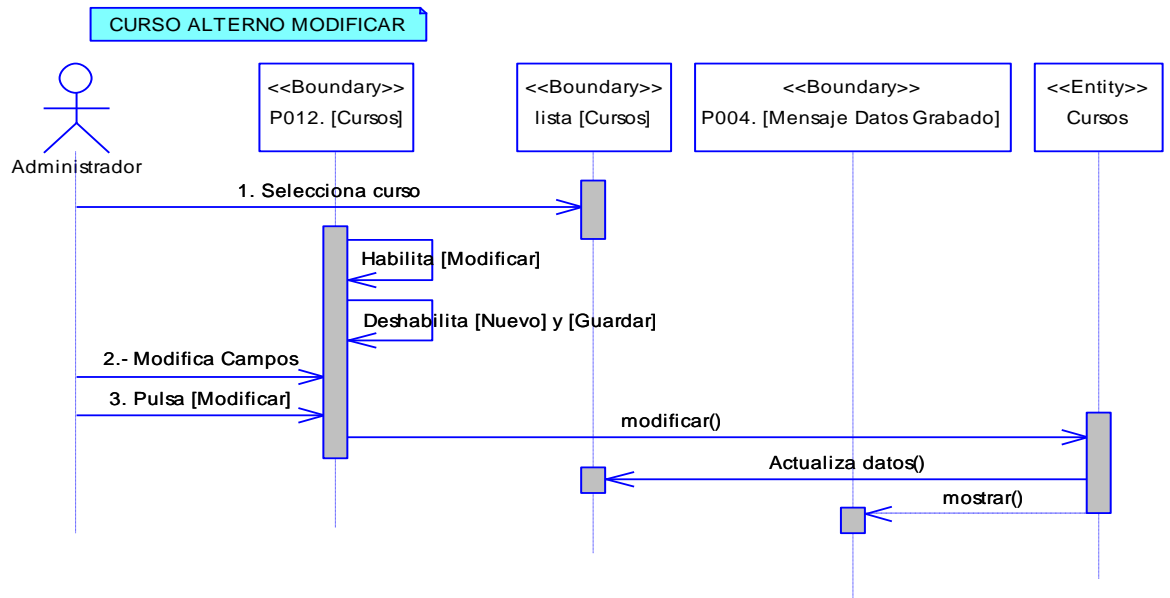 CURSO ALTERNO MODIFICAR
<<Boundary>>
P012. [Cursos]
<<Boundary>>
lista [Cursos]
<<Boundary>>
P004. [Mensaje Datos Grabado]
<<Entity>>
Cursos
Administrador
1. Selecciona curso
Habilita [Modificar]
Deshabilita [Nuevo] y [Guardar]
2.- Modifica Campos
3. Pulsa [Modificar]
modificar()
Actualiza datos()
mostrar()